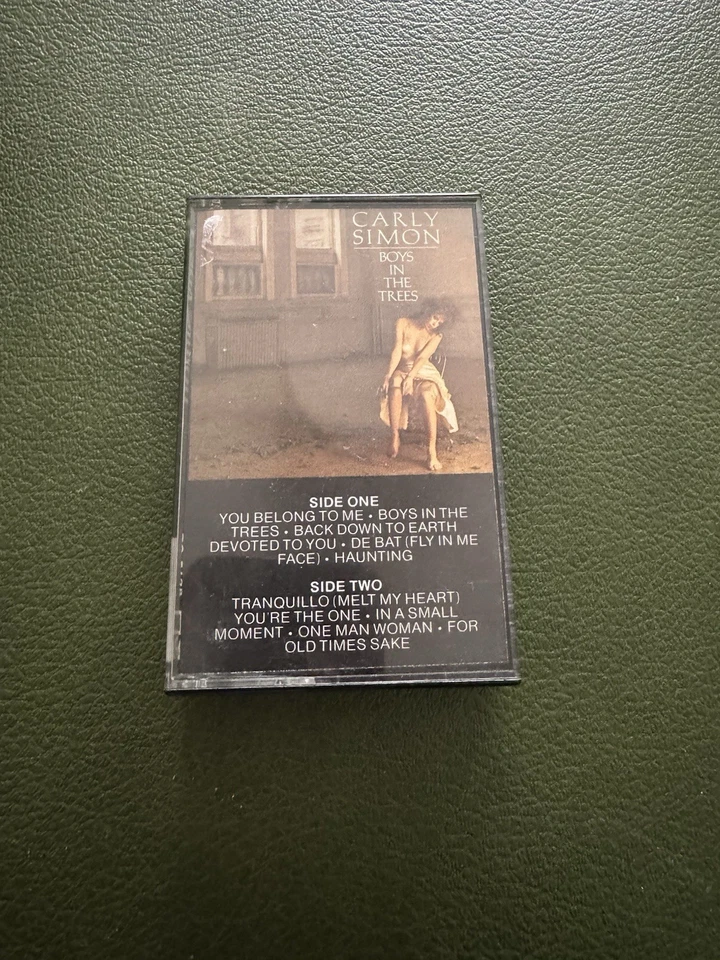 CARLY
SIMON
BOYS
IN
THE
TREES
SIDE ONE
YOU BELONG TO ME • BOYS IN THE
TREES • BACK DOWN TO EARTH
DEVOTED TO YOU • DE BAT (FLY IN ME
FACE) • HAUNTING
SIDE TWO
TRANQUILLO (MELT MY HEART)
YOU'RE THE ONE • IN A SMALL
MOMENT • ONE MAN WOMAN • FOR
OLD TIMES SAKE